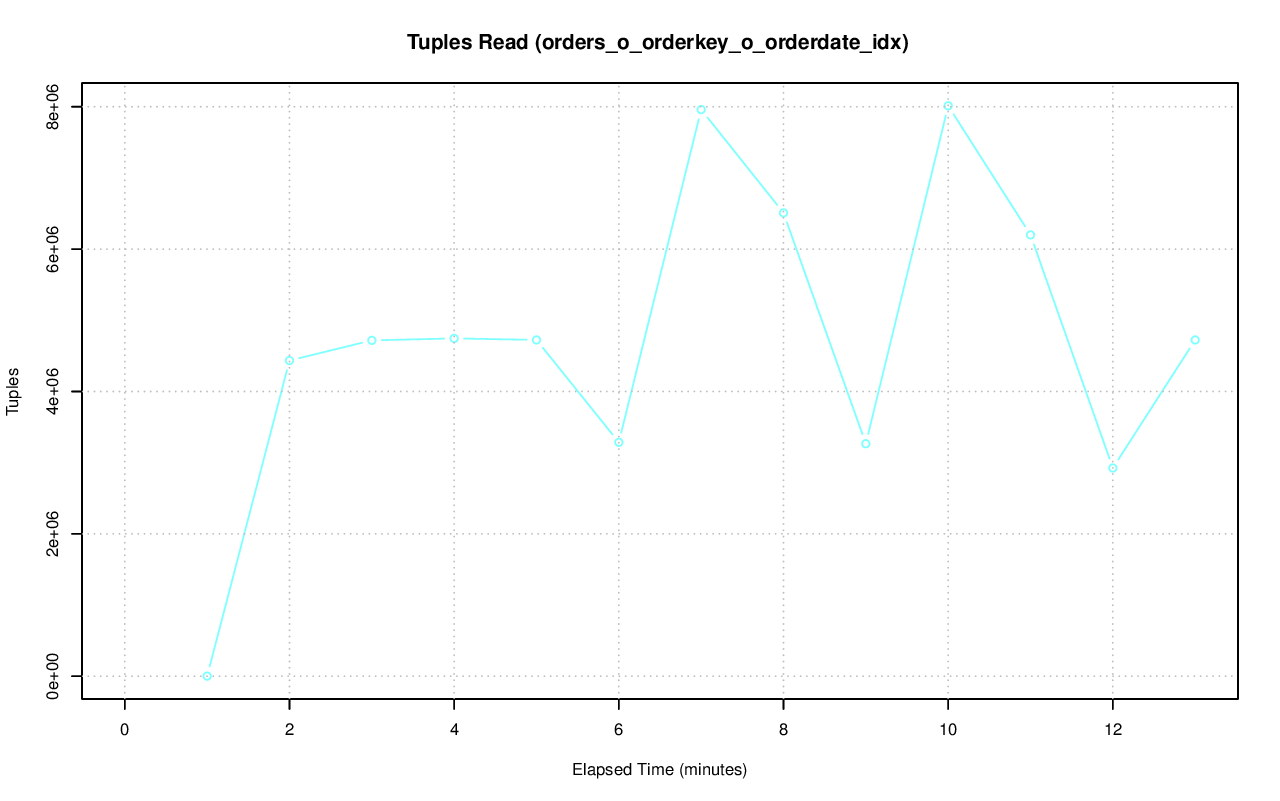 Tuples Read (orders_o_orderkey_o_orderdate_idx)
Tuples
8e+06
6e+06
4e+06
2e+06
0e+00
0 2 4 6 8 10 12
Elapsed Time (minutes)